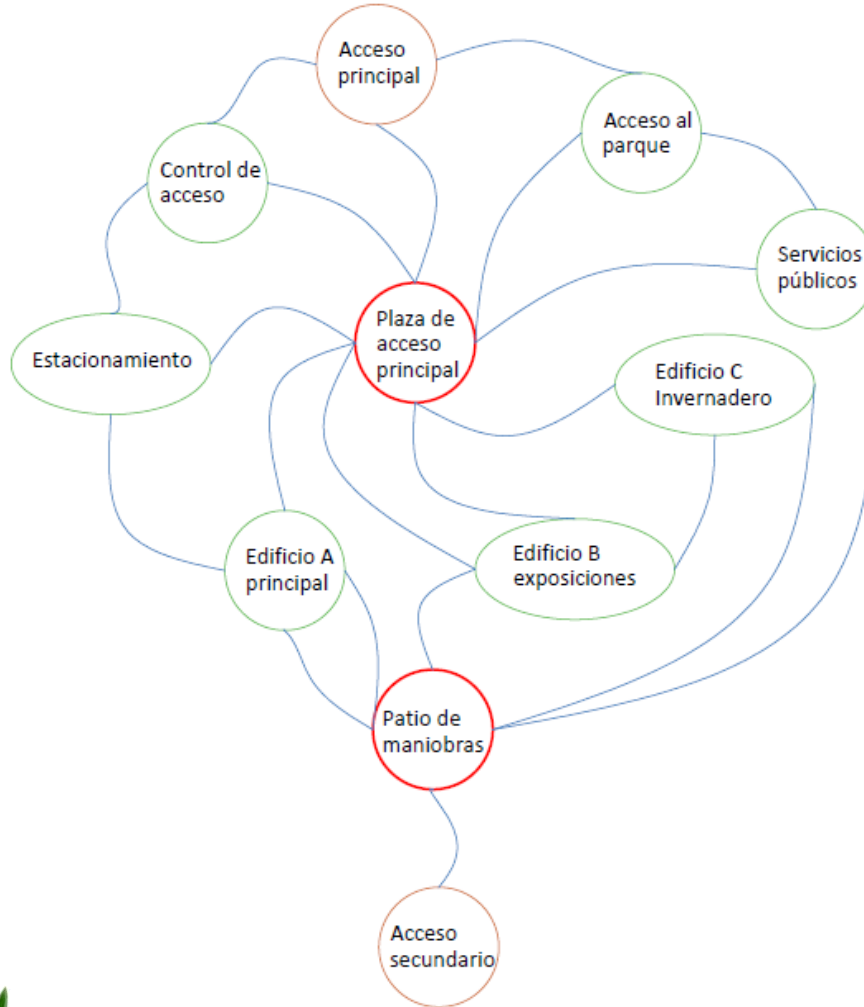 Acceso
principal
Acceso al
parque
Control de
acceso
Servicios
públicos
Plaza de
acceso
principal
Estacionamiento
Edificio C
Invernadero
Edificio A
principal
Edificio B
exposiciones
Patio de
maniobras
Acceso
secundario